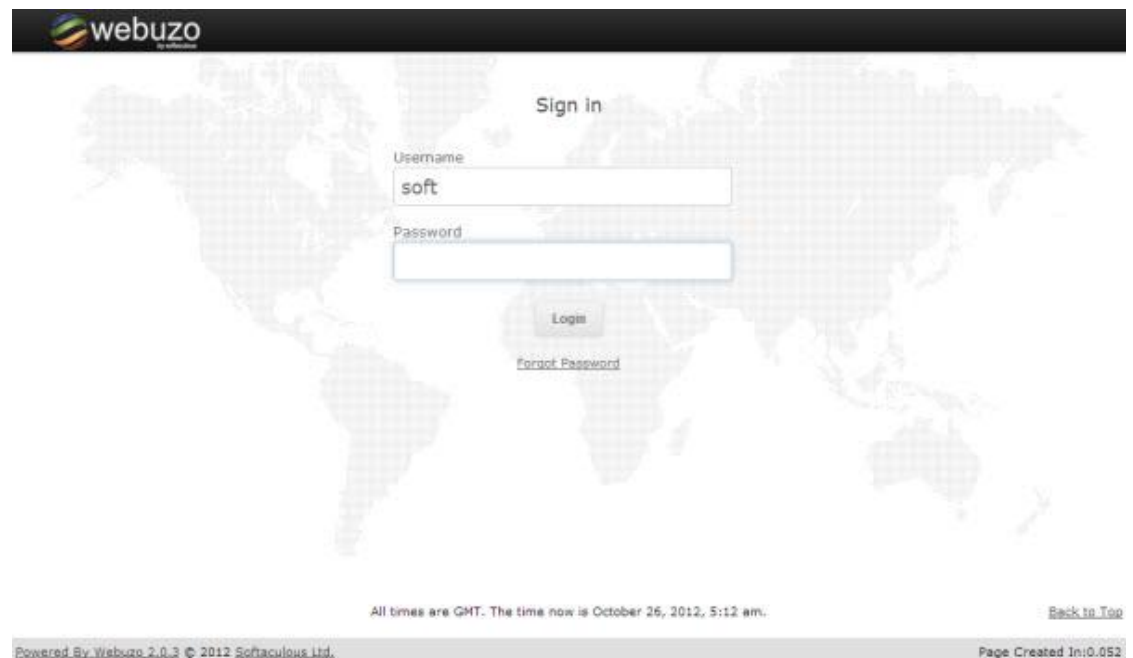 webuzo
by softaculous
Sign in
Username
soft
Password
Login
Forgot Password
All times are GMT. The time now is October 26, 2012, 5:12 am.
Back to Top
Powered By Webuzo 2.0.3 © 2012 Softaculous Ltd.
Page Created In:0.052